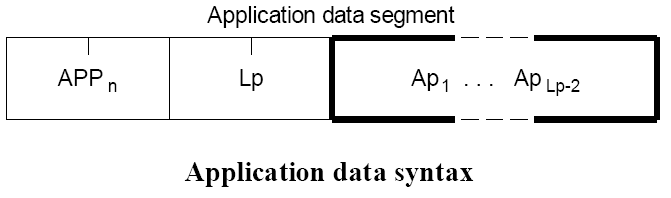 Application data segment
APPn Lp Ap1 . . . ApLp-2
Application data syntax